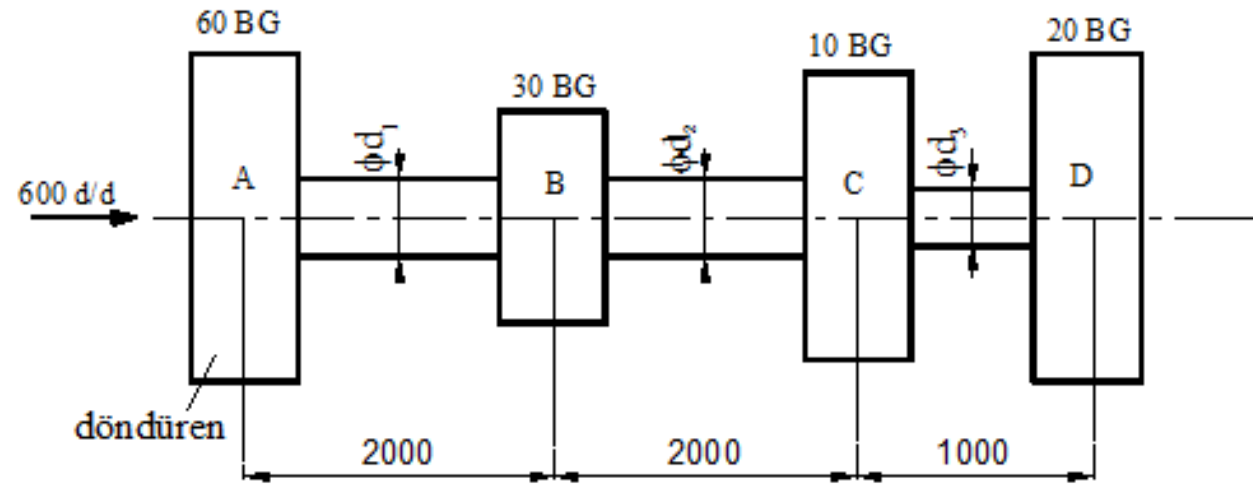 60 BG
30 BG
10 BG
20 BG
ϕd₁
ϕd₂
ϕd₃
600 d/d
A
B
C
D
döndüren
2000
2000
1000